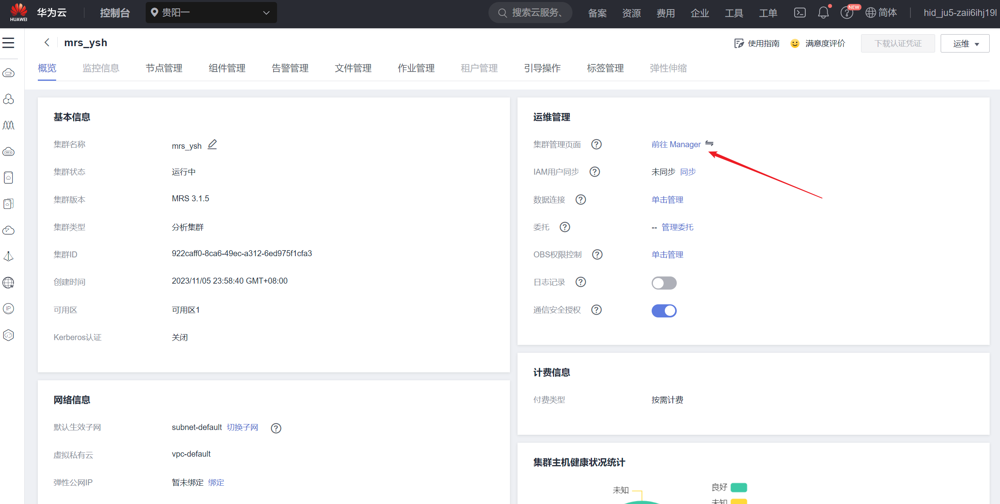 HUAWEI 华为云 控制台 贵阳一 搜索云服务、 备案 资源 费用 企业 工具 工单 NEW 简体 hid_ju5-zaii6ihj19l
mrs_ysh 使用指南 满意度评价 下载认证凭证 运维
概览 监控信息 节点管理 组件管理 告警管理 文件管理 作业管理 租户管理 引导操作 标签管理 弹性伸缩
基本信息
集群名称 mrs_ysh
集群状态 运行中
集群版本 MRS 3.1.5
集群类型 分析集群
集群ID 922caff0-8ca6-49ec-a312-6ed975f1cfa3
创建时间 2023/11/05 23:58:40 GMT+08:00
可用区 可用区1
Kerberos认证 关闭
网络信息
默认生效子网 subnet-default 切换子网
虚拟私有云 vpc-default
弹性公网IP 暂未绑定 绑定
运维管理
集群管理页面 前往 Manager
IAM用户同步 未同步 同步
数据连接 单击管理
委托 -- 管理委托
OBS权限控制 单击管理
日志记录
通信安全授权
计费信息
付费类型 按需计费
集群主机健康状况统计
未知
良好
未知
W
IP